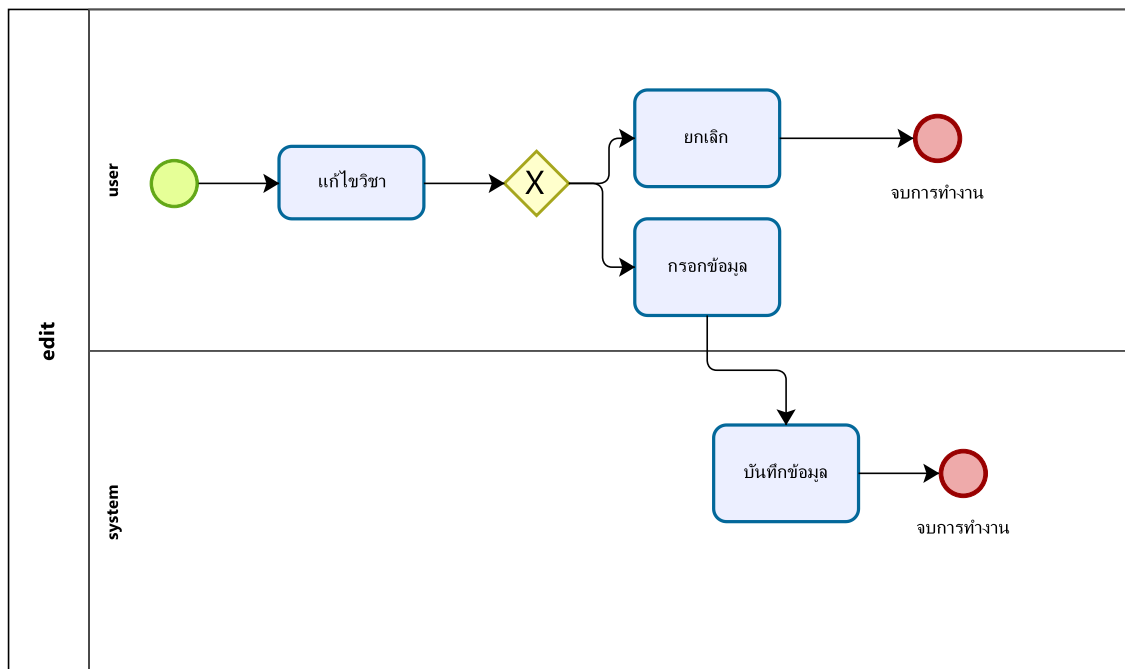 edit
user
แก้ไขวิชา
X
ยกเลิก
จบการทำงาน
กรอกข้อมูล
system
บันทึกข้อมูล
จบการทำงาน